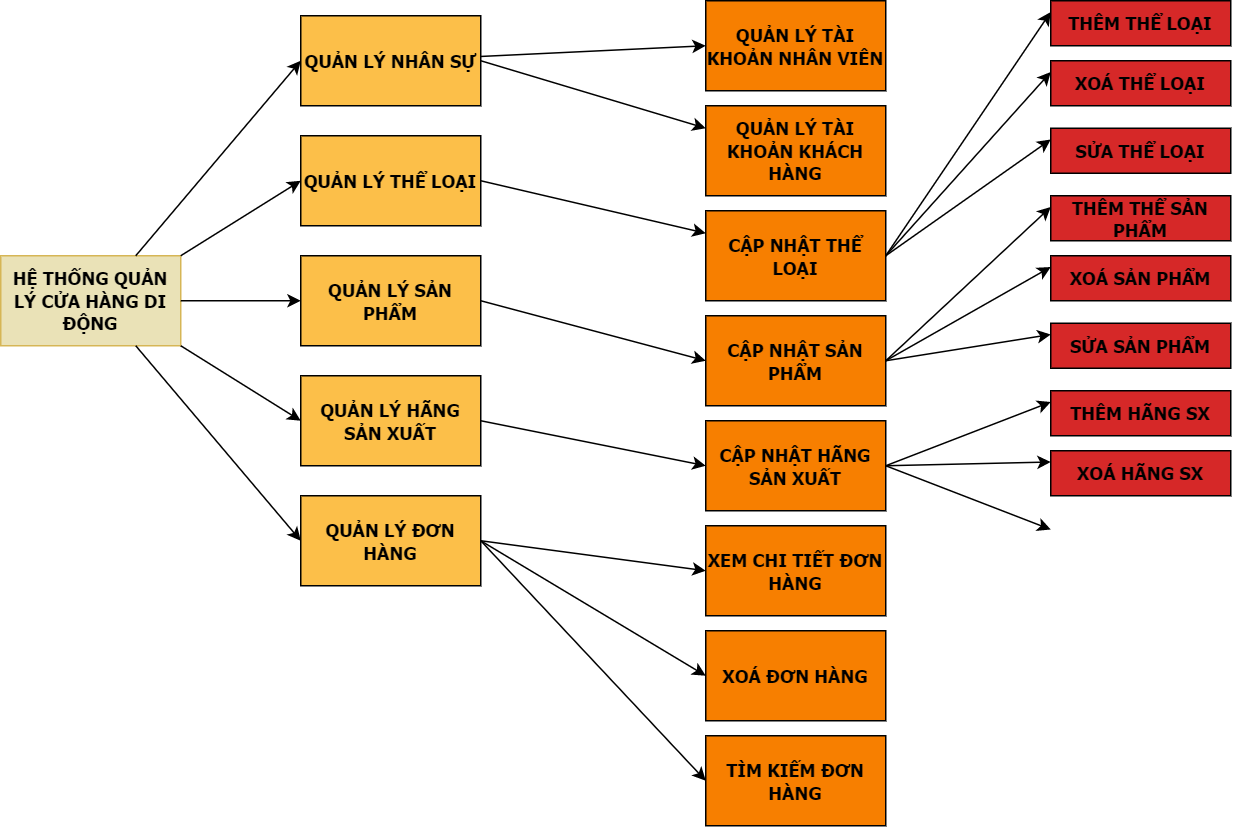 HỆ THỐNG QUẢN
LÝ CỬA HÀNG DI
ĐỘNG
QUẢN LÝ NHÂN SỰ
QUẢN LÝ THỂ LOẠI
QUẢN LÝ SẢN
PHẨM
QUẢN LÝ HÃNG
SẢN XUẤT
QUẢN LÝ ĐƠN
HÀNG
QUẢN LÝ TÀI
KHOẢN NHÂN VIÊN
QUẢN LÝ TÀI
KHOẢN KHÁCH
HÀNG
CẬP NHẬT THỂ
LOẠI
CẬP NHẬT SẢN
PHẨM
CẬP NHẬT HÃNG
SẢN XUẤT
XEM CHI TIẾT ĐƠN
HÀNG
XOÁ ĐƠN HÀNG
TÌM KIẾM ĐƠN
HÀNG
THÊM THỂ LOẠI
XOÁ THỂ LOẠI
SỬA THỂ LOẠI
THÊM THỂ SẢN
PHẨM
XOÁ SẢN PHẨM
SỬA SẢN PHẨM
THÊM HÃNG SX
XOÁ HÃNG SX